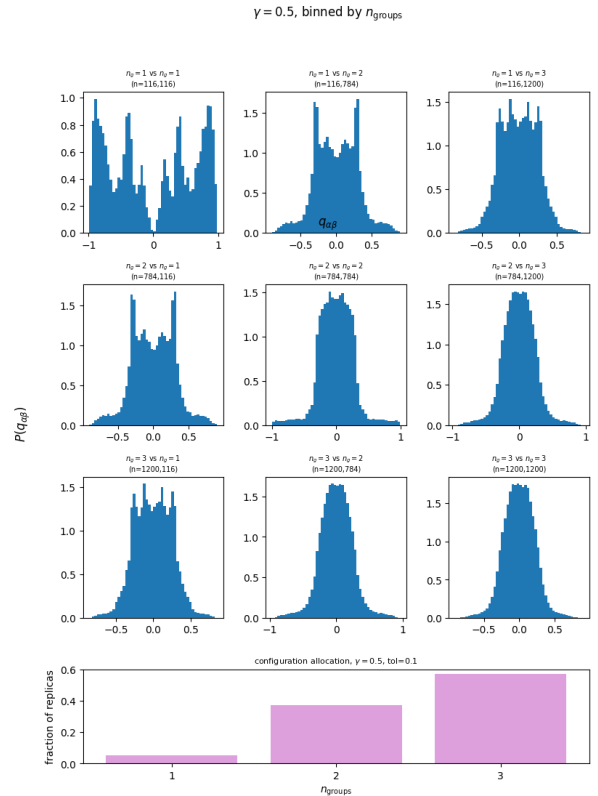 γ = 0.5, binned by n_groups
n_g = 1 vs n_g = 1
(n=116,116)
n_g = 1 vs n_g = 2
(n=116,784)
n_g = 1 vs n_g = 3
(n=116,1200)
1.0
0.8
0.6
0.4
0.2
0.0
−1
0
1
1.5
1.0
0.5
0.0
−0.5
0.0
0.5
1.5
1.0
0.5
0.0
−0.5
0.0
0.5
q_αβ
n_g = 2 vs n_g = 1
(n=784,116)
n_g = 2 vs n_g = 2
(n=784,784)
n_g = 2 vs n_g = 3
(n=784,1200)
1.5
1.0
0.5
0.0
−0.5
0.0
0.5
1.5
1.0
0.5
0.0
−1
0
1
1.5
1.0
0.5
0.0
−1
0
1
P(q_αβ)
n_g = 3 vs n_g = 1
(n=1200,116)
n_g = 3 vs n_g = 2
(n=1200,784)
n_g = 3 vs n_g = 3
(n=1200,1200)
1.5
1.0
0.5
0.0
−0.5
0.0
0.5
1.5
1.0
0.5
0.0
−1
0
1.5
1.0
0.5
0.0
−0.5
0.0
0.5
configuration allocation, γ = 0.5, tol=0.1
fraction of replicas
0.6
0.4
0.2
0.0
1
2
3
n_groups